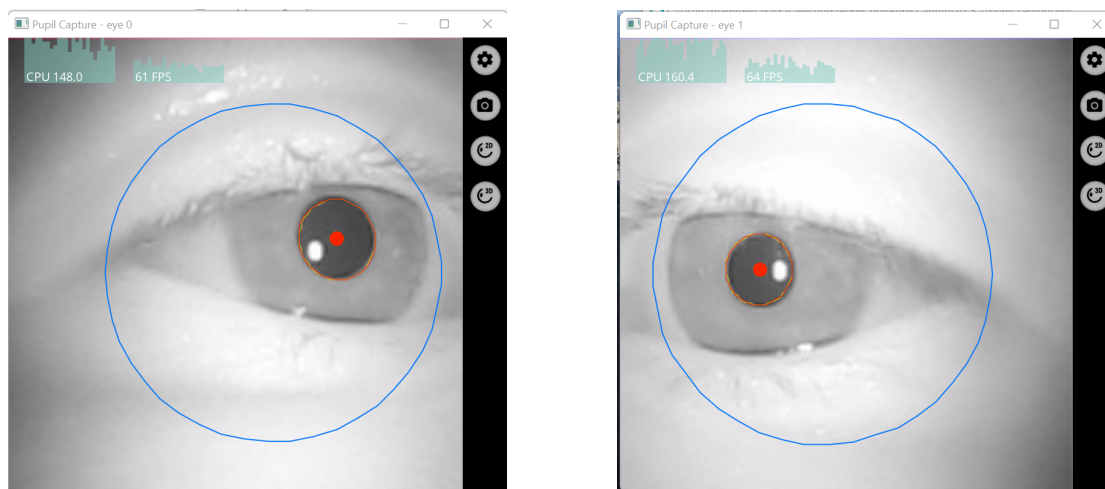 Pupil Capture - eye 0
CPU 148.0
61 FPS
2D
3D
Pupil Capture - eye 1
CPU 160.4
64 FPS
2D
3D